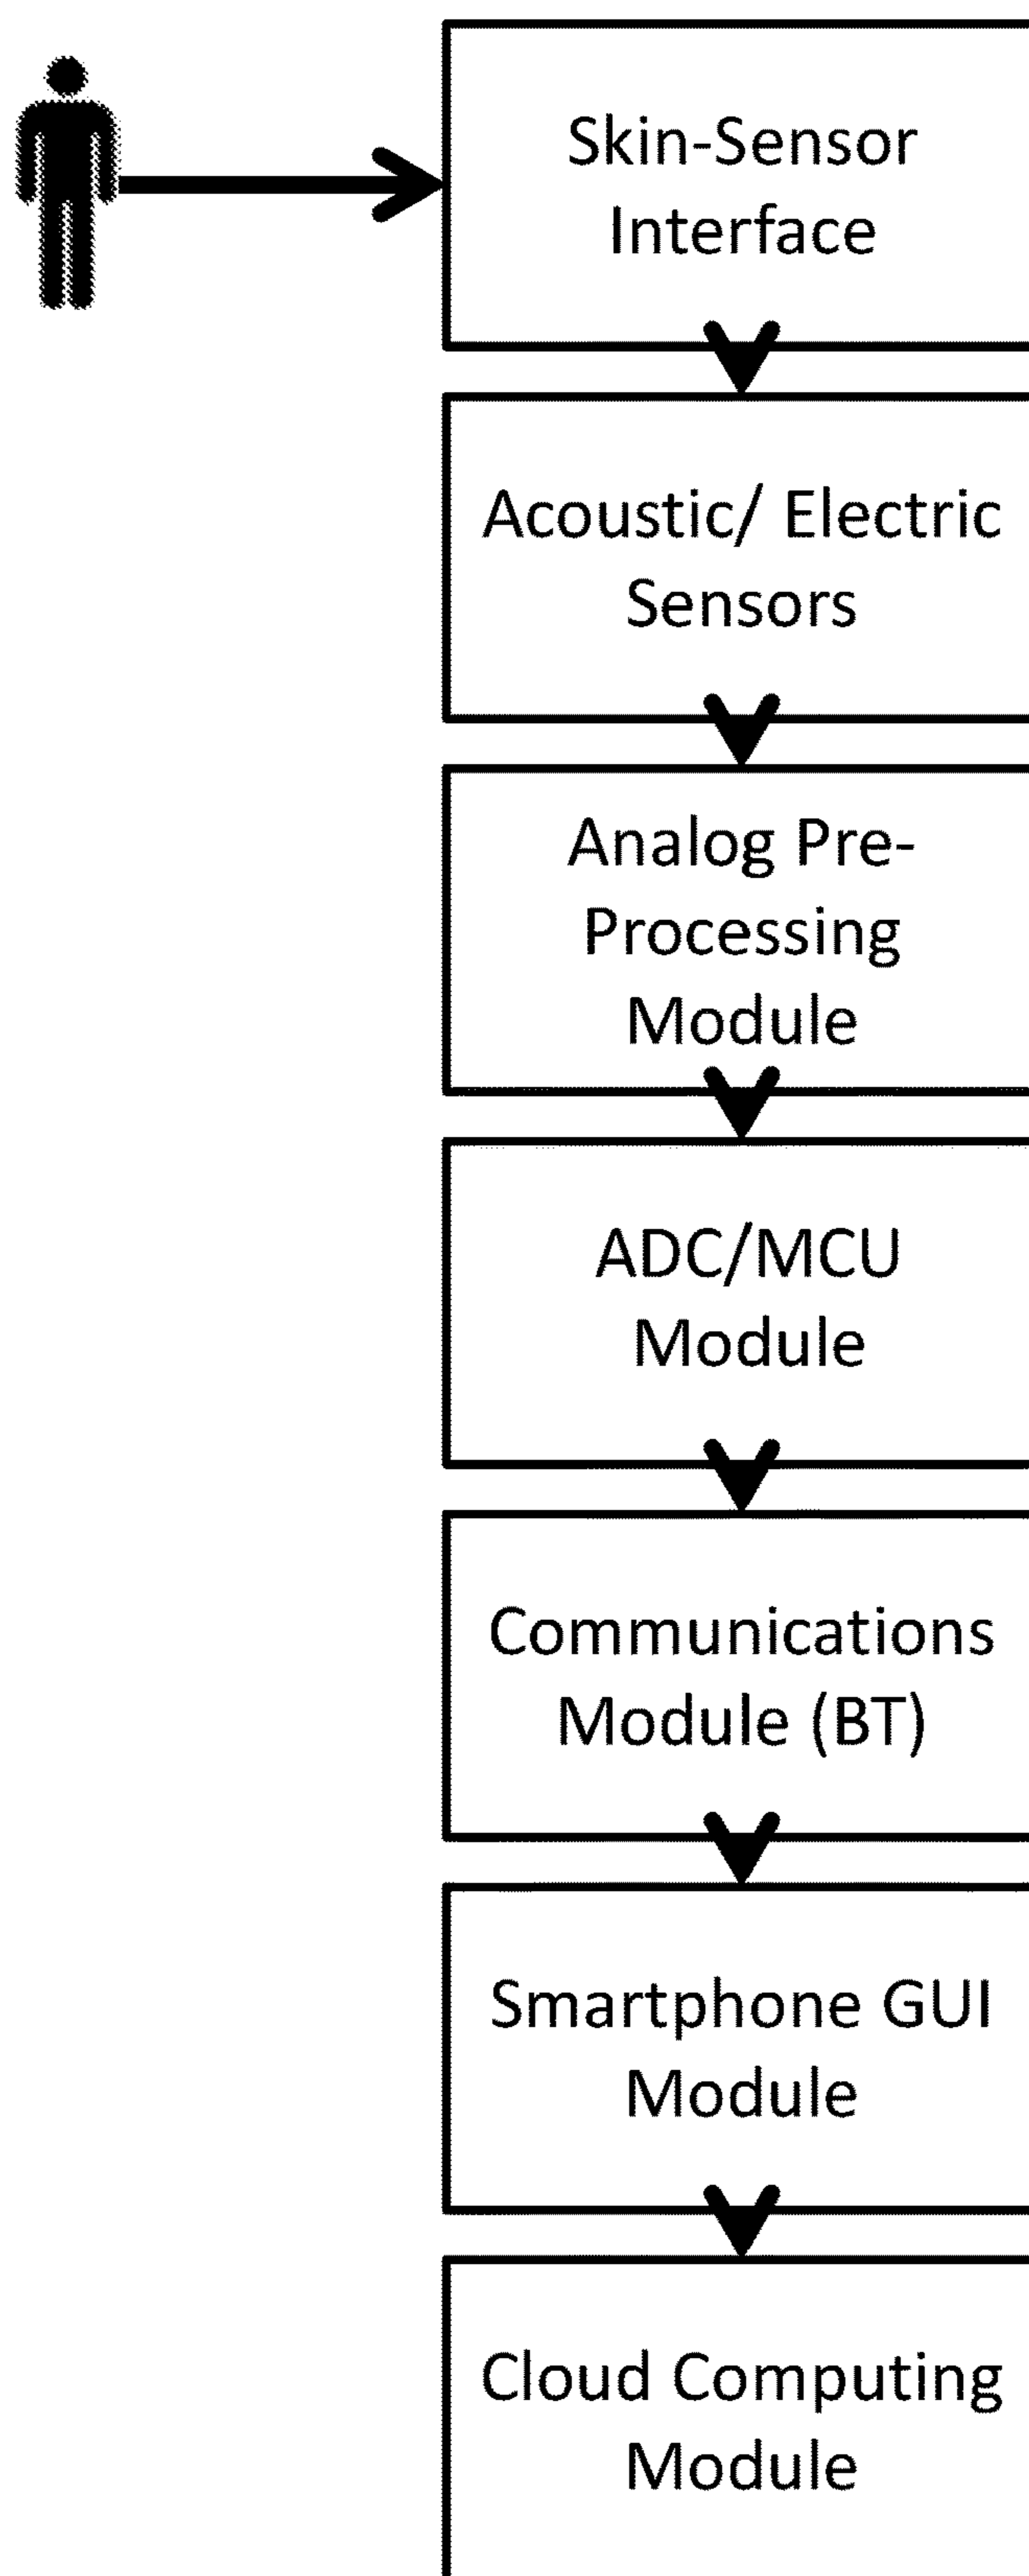 Skin-Sensor
Interface
Acoustic/ Electric
Sensors
Analog Pre-
Processing
Module
ADC/MCU
Module
Communications
Module (BT)
Smartphone GUI
Module
Cloud Computing
Module